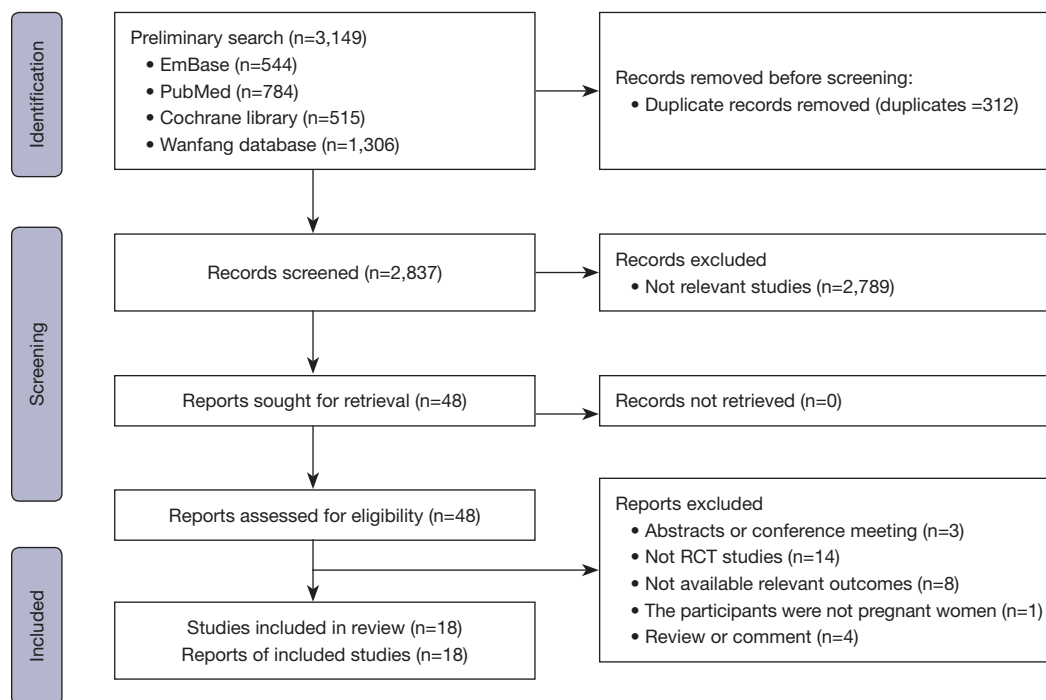 Identification
Preliminary search (n=3,149)
• EmBase (n=544)
• PubMed (n=784)
• Cochrane library (n=515)
• Wanfang database (n=1,306)
Records removed before screening:
• Duplicate records removed (duplicates =312)
Screening
Records screened (n=2,837)
Records excluded
• Not relevant studies (n=2,789)
Reports sought for retrieval (n=48)
Records not retrieved (n=0)
Reports assessed for eligibility (n=48)
Reports excluded
• Abstracts or conference meeting (n=3)
• Not RCT studies (n=14)
• Not available relevant outcomes (n=8)
• The participants were not pregnant women (n=1)
• Review or comment (n=4)
Included
Studies included in review (n=18)
Reports of included studies (n=18)